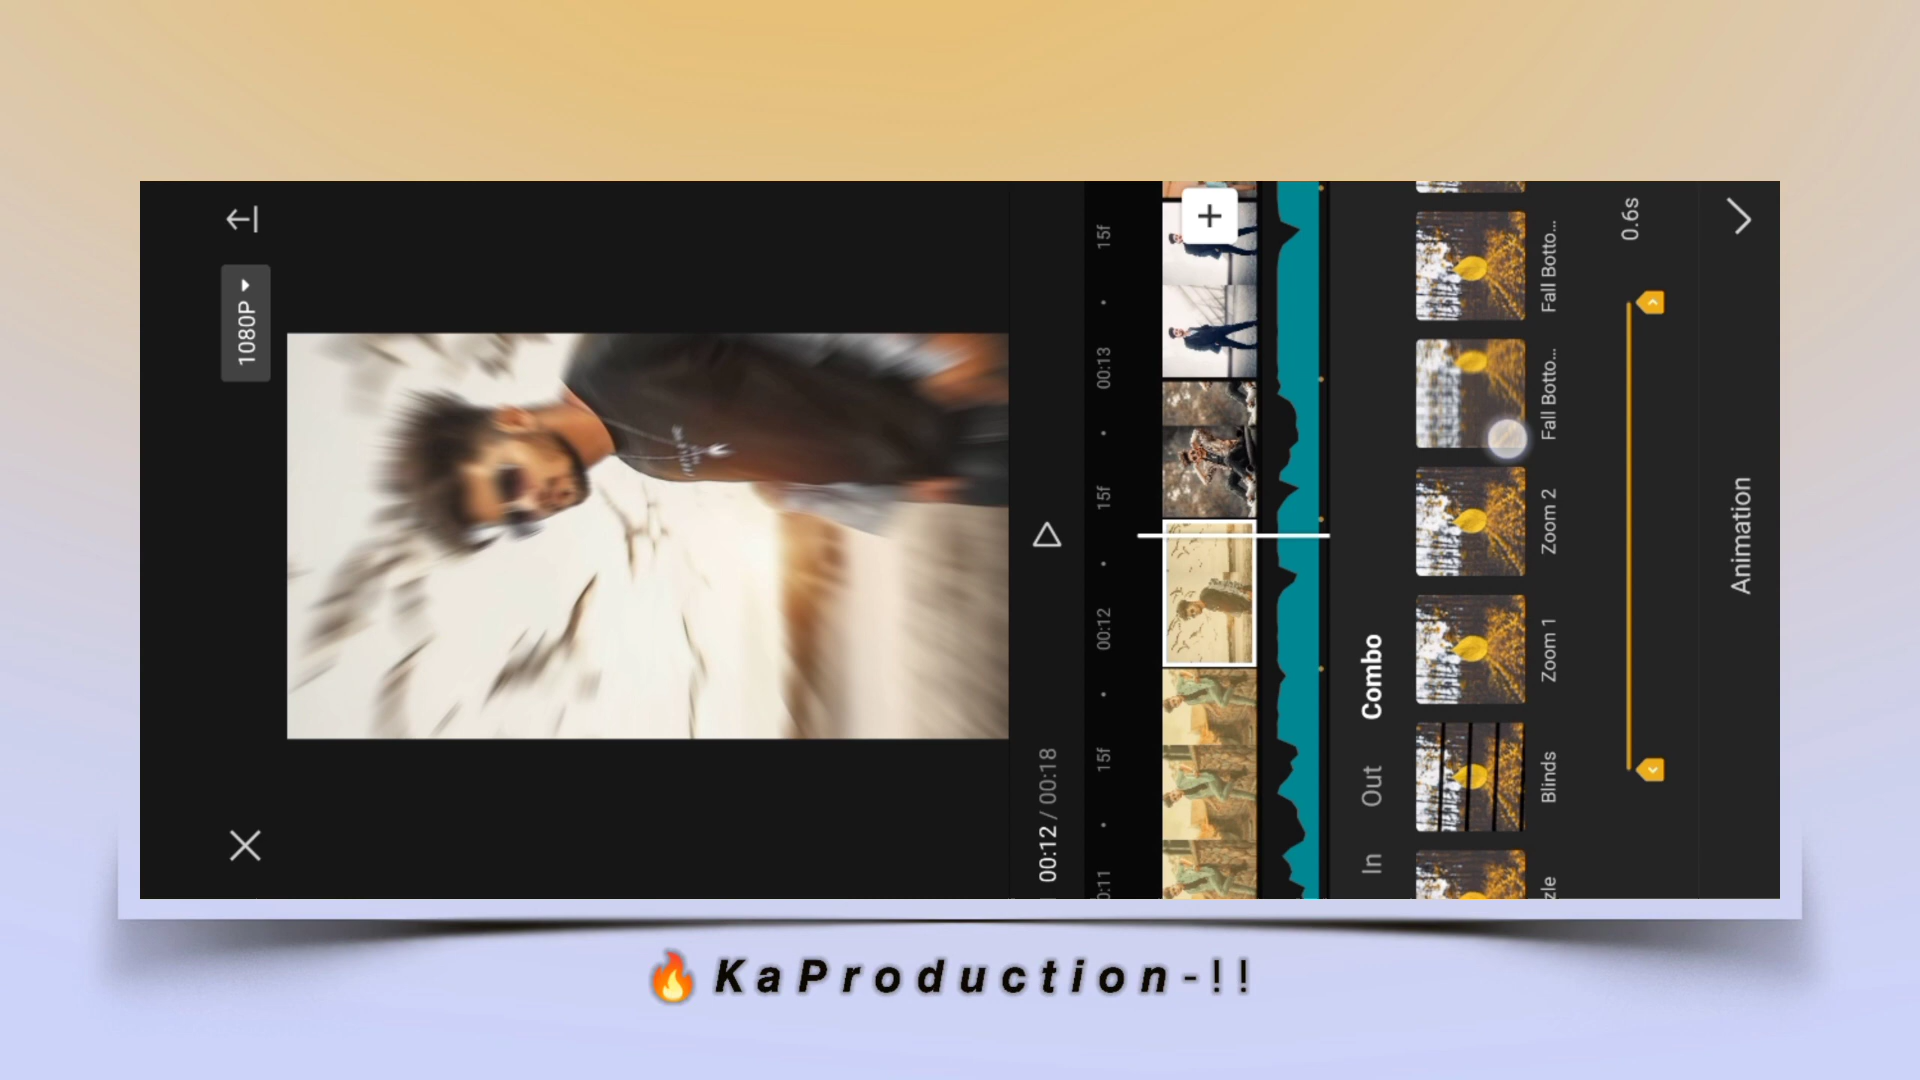 1080P
00:12 / 00:18
0:11
15f
00:12
15f
00:13
15f
In
Out
Combo
zle
Blinds
Zoom 1
Zoom 2
Fall Botto...
Fall Botto...
0.6s
Animation
🔥 KaProduction-!!